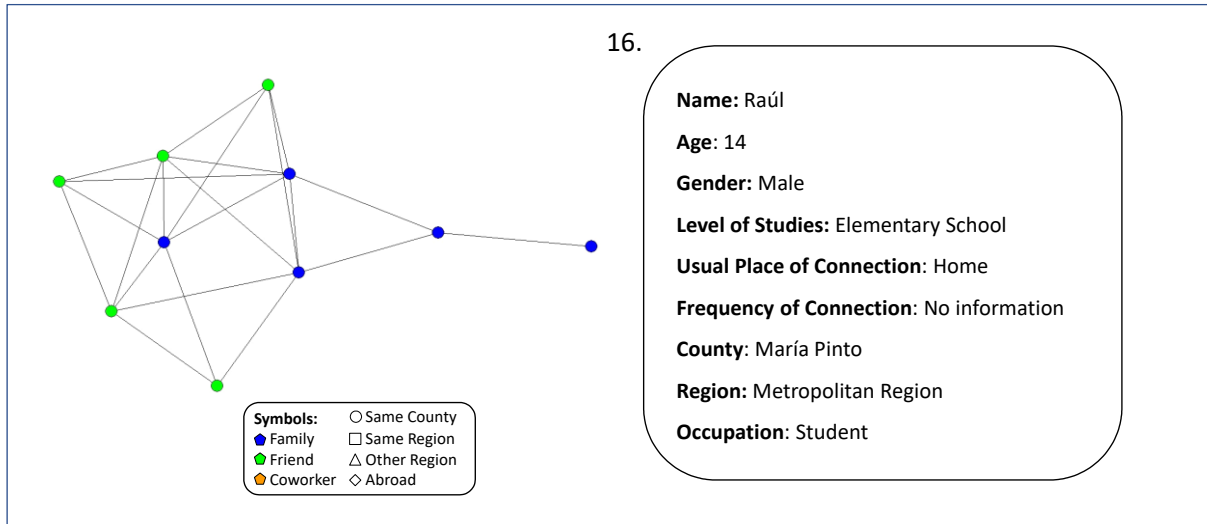 16.
Name: Raúl
Age: 14
Gender: Male
Level of Studies: Elementary School
Usual Place of Connection: Home
Frequency of Connection: No information
County: María Pinto
Region: Metropolitan Region
Occupation: Student
Symbols:
Family
Friend
Coworker
Same County
Same Region
Other Region
Abroad